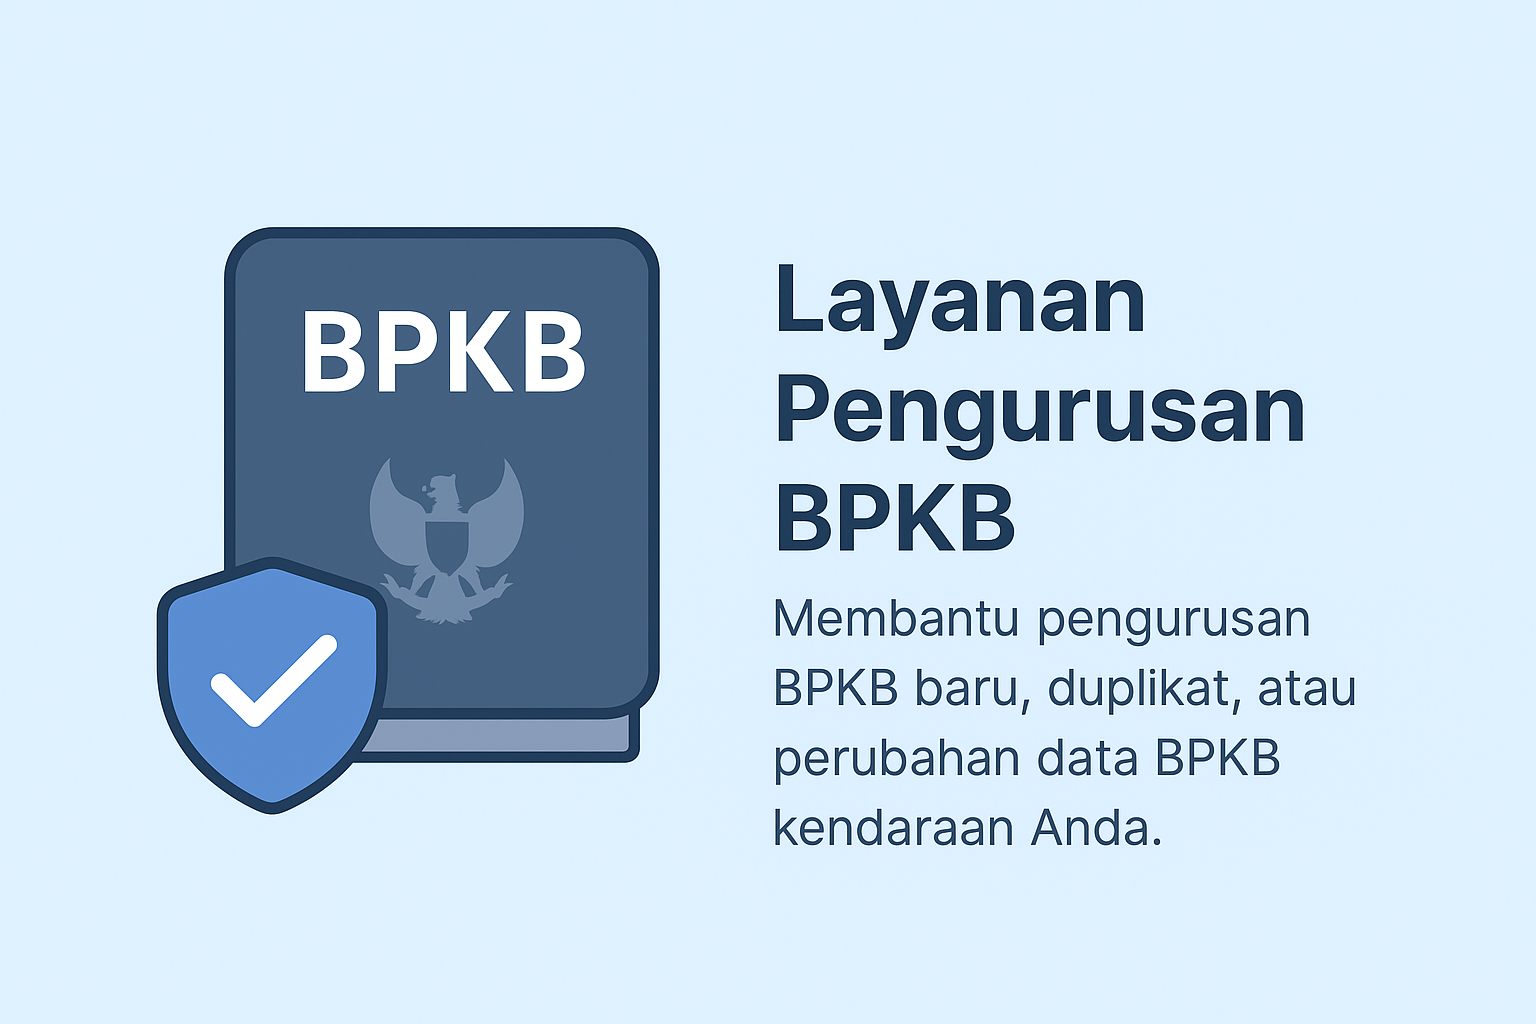 BPKB
Layanan
Pengurusan
BPKB
Membantu pengurusan
BPKB baru, duplikat, atau
perubahan data BPKB
kendaraan Anda.